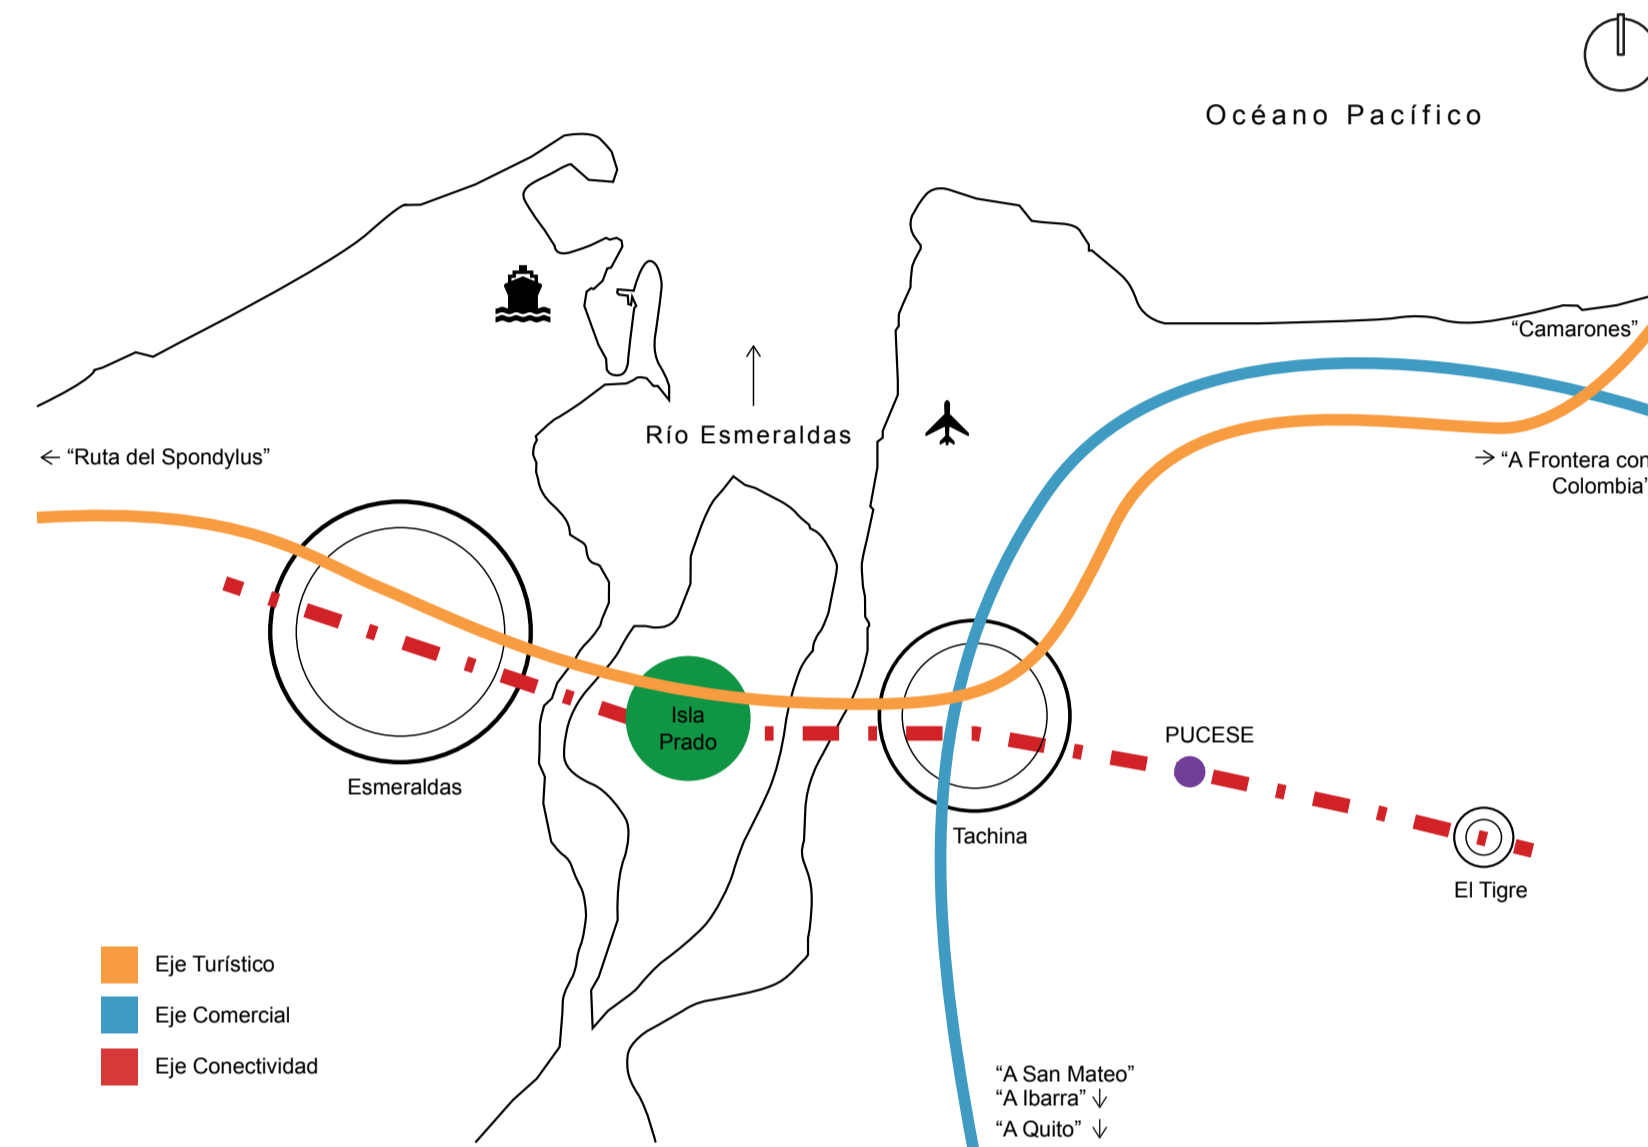 Océano Pacífico
“Camarones”
Río Esmeraldas
← “Ruta del Spondylus”
→ “A Frontera con
Colombia”
Isla
Prado
PUCESE
Esmeraldas
Tachina
El Tigre
Eje Turístico
Eje Comercial
Eje Conectividad
“A San Mateo”
“A Ibarra” ↓
“A Quito” ↓